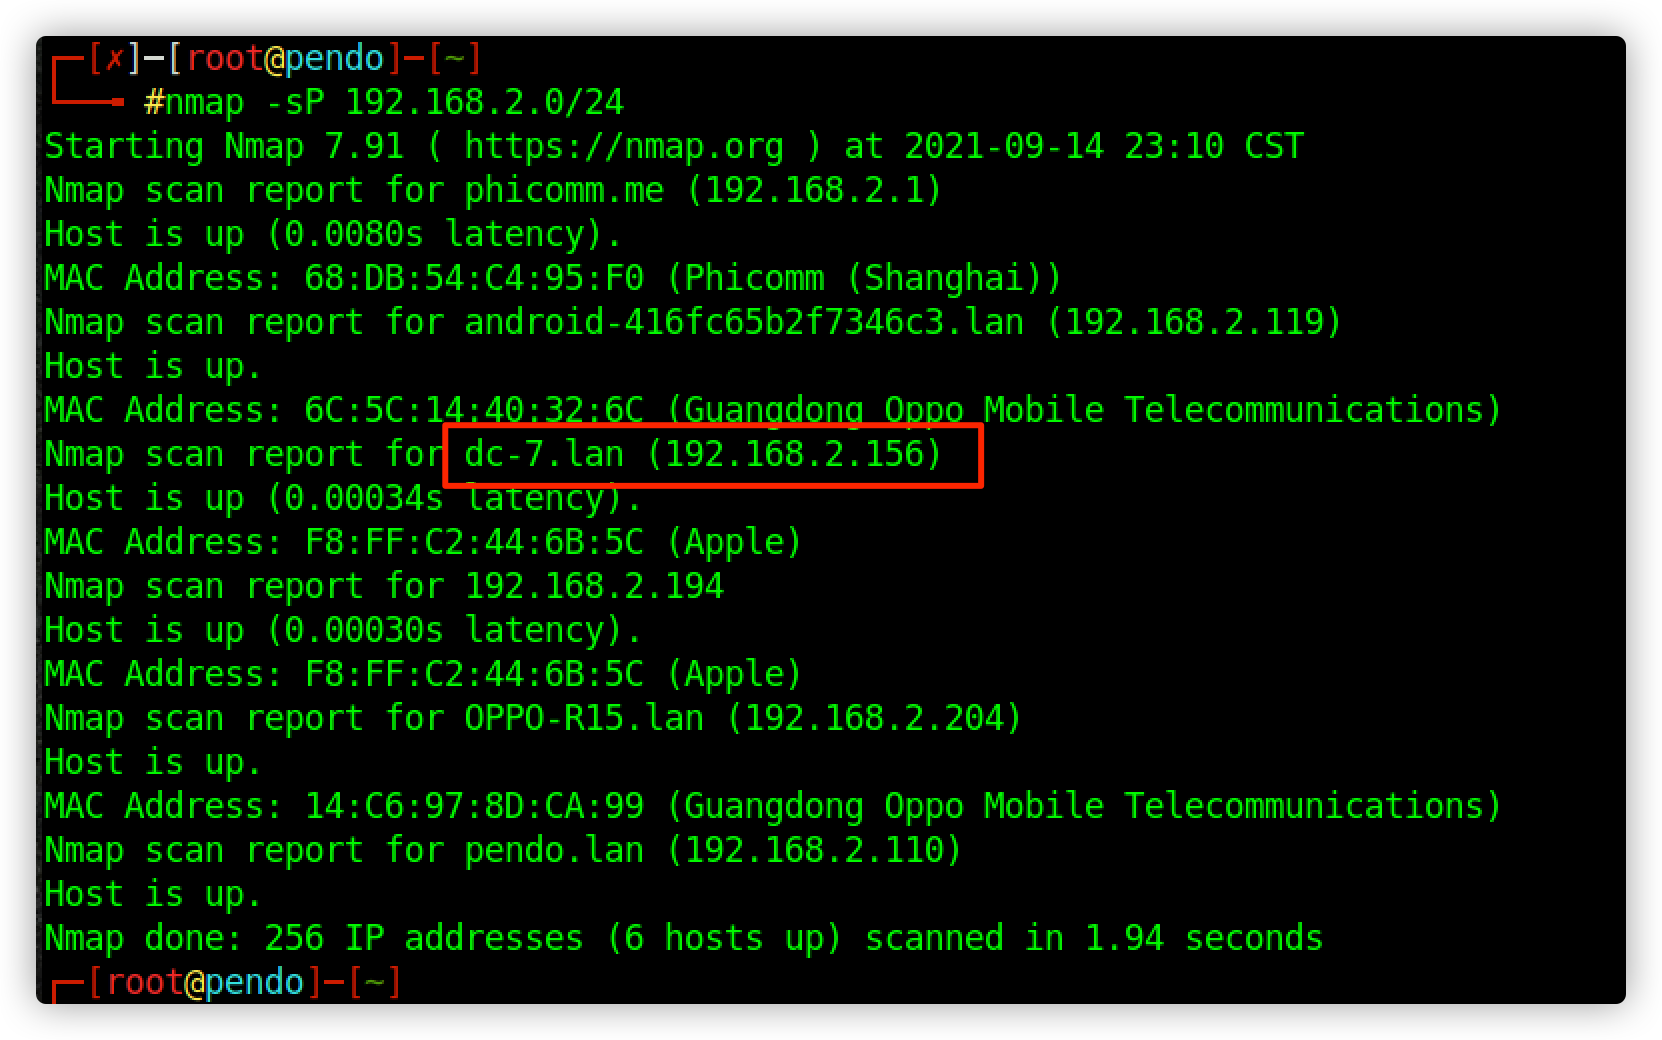 [✗]─[root@pendo]─[~]
#nmap -sP 192.168.2.0/24
Starting Nmap 7.91 ( https://nmap.org ) at 2021-09-14 23:10 CST
Nmap scan report for phicomm.me (192.168.2.1)
Host is up (0.0080s latency).
MAC Address: 68:DB:54:C4:95:F0 (Phicomm (Shanghai))
Nmap scan report for android-416fc65b2f7346c3.lan (192.168.2.119)
Host is up.
MAC Address: 6C:5C:14:40:32:6C (Guangdong Oppo Mobile Telecommunications)
Nmap scan report for dc-7.lan (192.168.2.156)
Host is up (0.00034s latency).
MAC Address: F8:FF:C2:44:6B:5C (Apple)
Nmap scan report for 192.168.2.194
Host is up (0.00030s latency).
MAC Address: F8:FF:C2:44:6B:5C (Apple)
Nmap scan report for OPPO-R15.lan (192.168.2.204)
Host is up.
MAC Address: 14:C6:97:8D:CA:99 (Guangdong Oppo Mobile Telecommunications)
Nmap scan report for pendo.lan (192.168.2.110)
Host is up.
Nmap done: 256 IP addresses (6 hosts up) scanned in 1.94 seconds
[root@pendo]─[~]